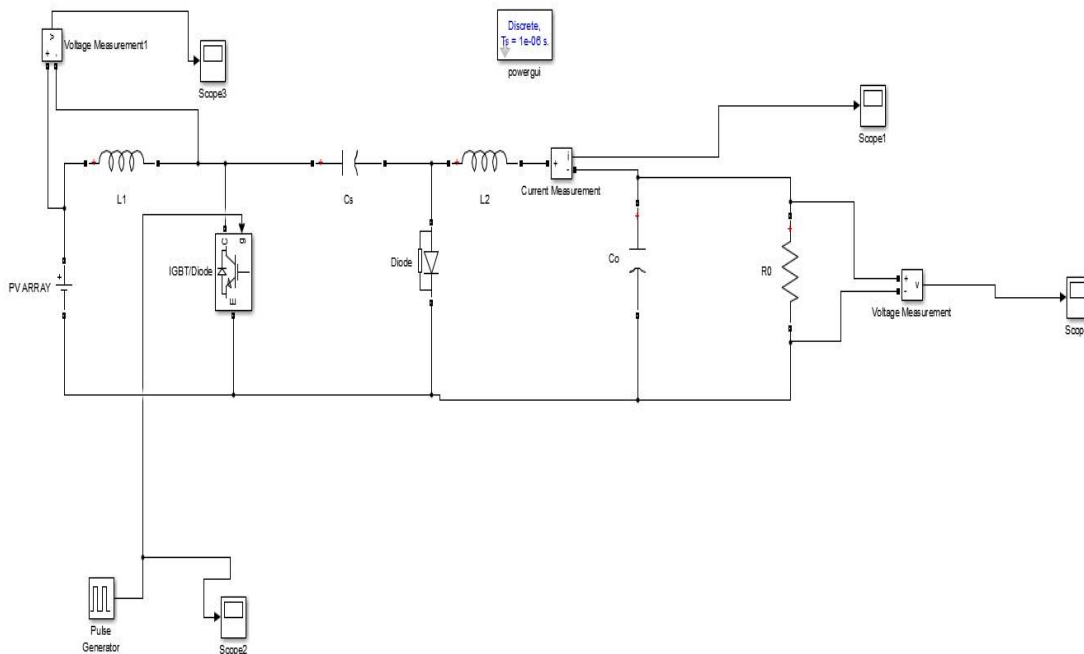 Discrete,
Ts = 1e-06 s.
powergui
v
+ -
Voltage Measurement1
Scope3
Scope1
+
L1
+
Cs
+
L2
+ i
-
Current Measurement
+
PV ARRAY
IGBT/Diode
C g
E
Diode
+
Co
+
R0
+
-
v
Voltage Measurement
Scope
Pulse
Generator
Scope2